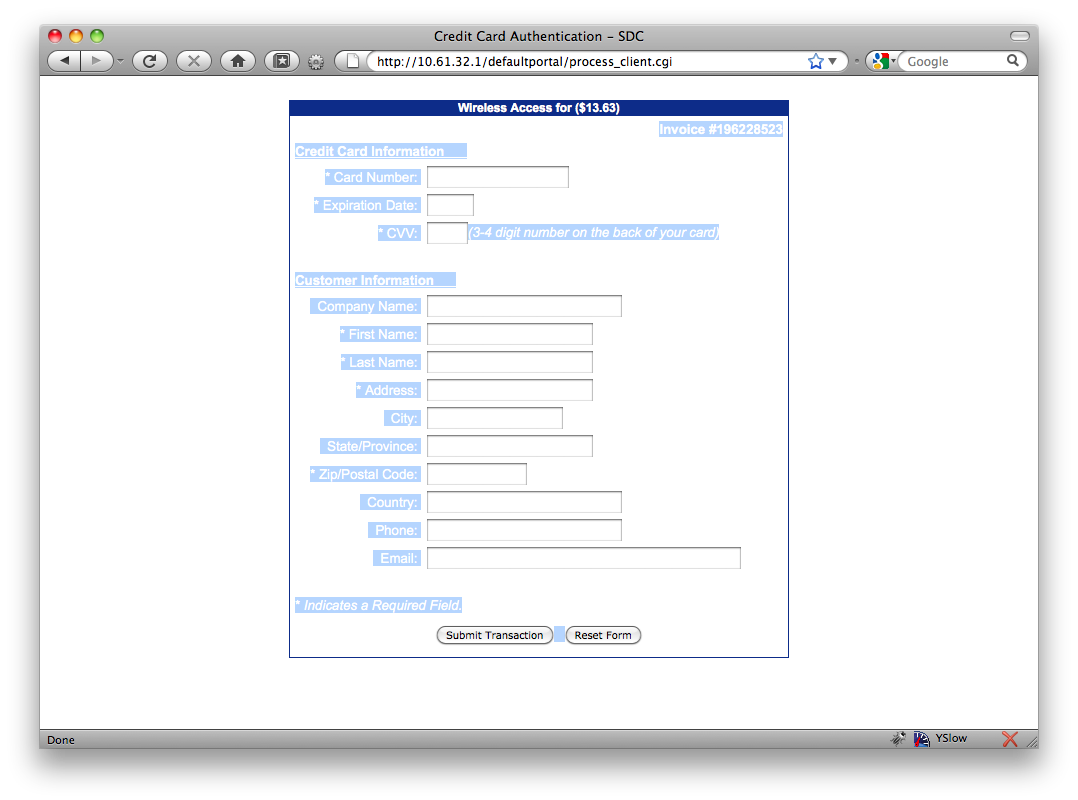 Credit Card Authentication – SDC
http://10.61.32.1/defaultportal/process_client.cgi
Google
Wireless Access for ($13.63)
Invoice #196228523
Credit Card Information
* Card Number:
* Expiration Date:
* CVV: (3-4 digit number on the back of your card)
Customer Information
Company Name:
* First Name:
* Last Name:
* Address:
City:
State/Province:
* Zip/Postal Code:
Country:
Phone:
Email:
* Indicates a Required Field.
Submit Transaction Reset Form
Done YSlow